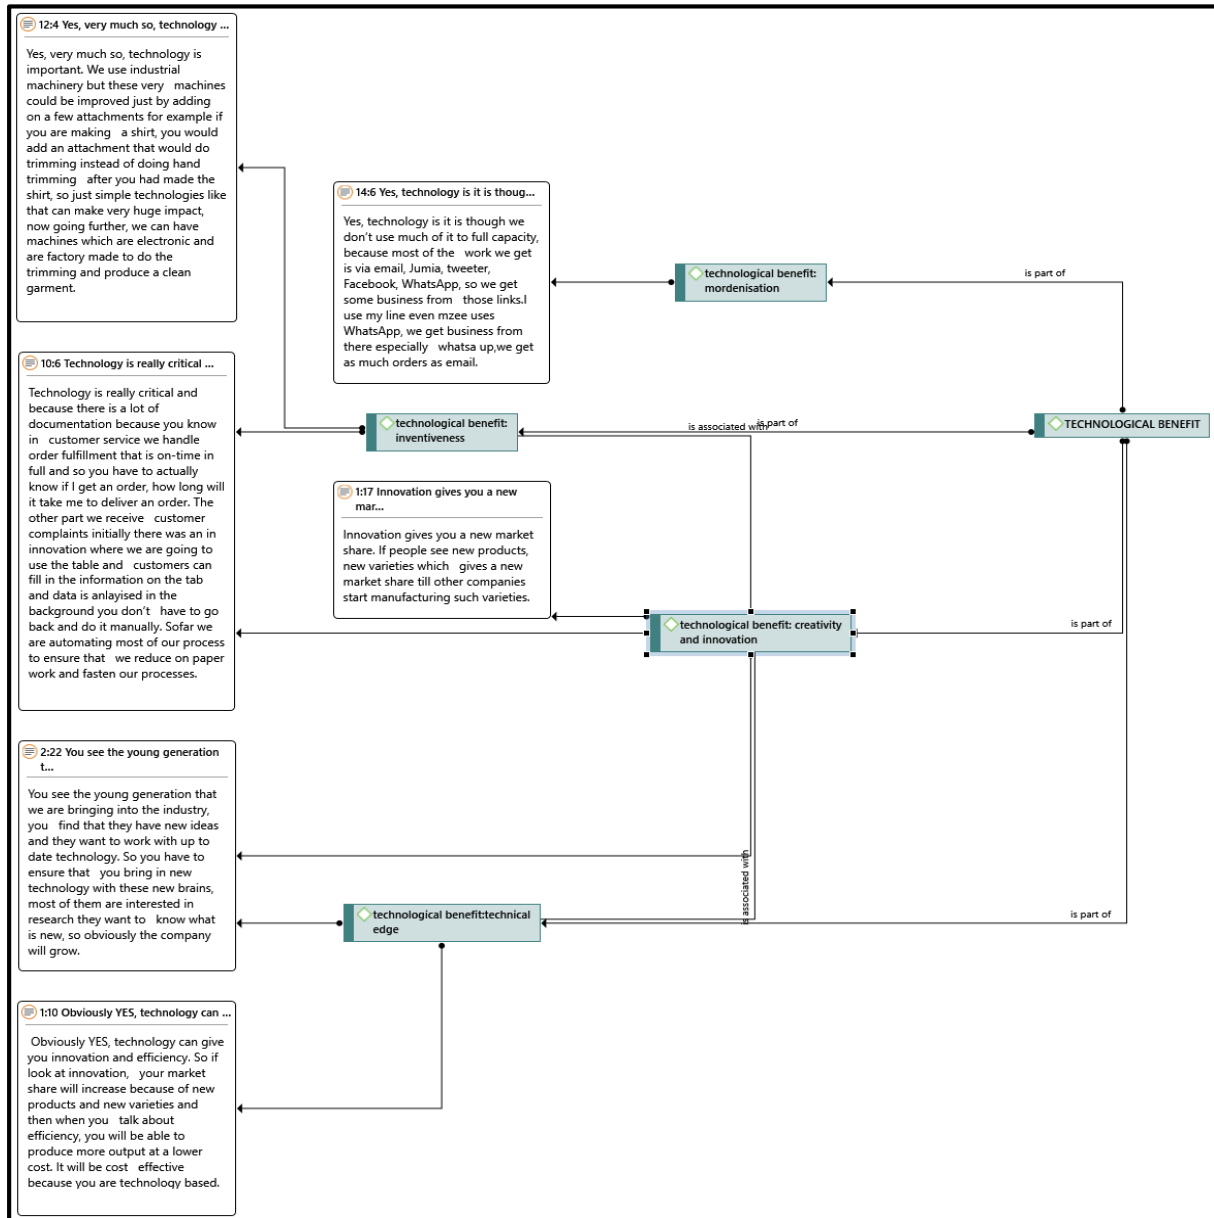 12:4 Yes, very much so, technology ...
Yes, very much so, technology is
important. We use industrial
machinery but these very machines
could be improved just by adding
on a few attachments for example if
you are making a shirt, you would
add an attachment that would do
trimming instead of doing hand
trimming after you had made the
shirt, so just simple technologies like
that can make very huge impact,
now going further, we can have
machines which are electronic and
are factory made to do the
trimming and produce a clean
garment.
14:6 Yes, technology is it is thoug...
Yes, technology is it is though we
don't use much of it to full capacity,
because most of the work we get
is via email, Jumia, tweeter,
Facebook, WhatsApp, so we get
some business from those links.I
use my line even mzee uses
WhatsApp, we get business from
there especially whatsa up,we get
as much orders as email.
technological benefit:
mordenisation
is part of
10:6 Technology is really critical ...
Technology is really critical and
because there is a lot of
documentation because you know
in customer service we handle
order fulfillment that is on-time in
full and so you have to actually
know if I get an order, how long will
it take me to deliver an order. The
other part we receive customer
complaints initially there was an in
innovation where we are going to
use the table and customers can
fill in the information on the tab
and data is anlayised in the
background you don't have to go
back and do it manually. Sofar we
are automating most of our process
to ensure that we reduce on paper
work and fasten our processes.
technological benefit:
inventiveness
is associated with
is part of
TECHNOLOGICAL BENEFIT
1:17 Innovation gives you a new
mar...
Innovation gives you a new market
share. If people see new products,
new varieties which gives a new
market share till other companies
start manufacturing such varieties.
technological benefit: creativity
and innovation
is part of
2:22 You see the young generation
t...
You see the young generation that
we are bringing into the industry,
you find that they have new ideas
and they want to work with up to
date technology. So you have to
ensure that you bring in new
technology with these new brains,
most of them are interested in
research they want to know what
is new, so obviously the company
will grow.
technological benefit:technical
edge
is associated with
is part of
1:10 Obviously YES, technology can ...
Obviously YES, technology can give
you innovation and efficiency. So if
look at innovation, your market
share will increase because of new
products and new varieties and
then when you talk about
efficiency, you will be able to
produce more output at a lower
cost. It will be cost effective
because you are technology based.